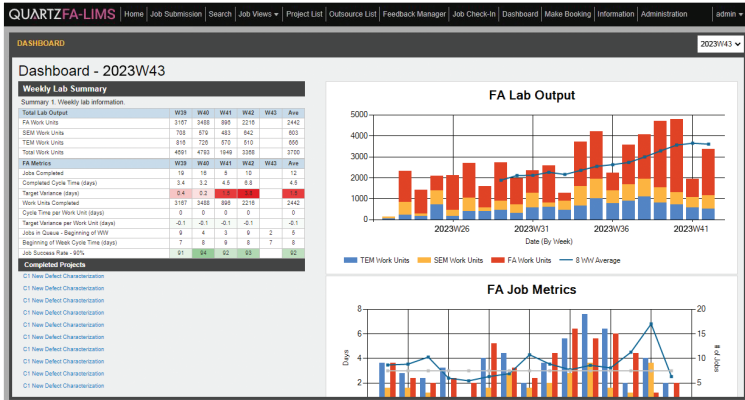 QUARTZFA-LIMS Home Job Submission Search Job Views Project List Outsource List Feedback Manager Job Check-In Dashboard Make Booking Information Administration admin
DASHBOARD
2023W43
Dashboard - 2023W43
Weekly Lab Summary
Summary 1. Weekly lab information.
Total Lab Output W39 W40 W41 W42 W43 Ave
FA Work Units 3167 3488 896 2216 2442
SEM Work Units 708 579 483 642 603
TEM Work Units 816 726 570 510 656
Total Work Units 4691 4793 1949 3368 3700
FA Metrics W39 W40 W41 W42 W43 Ave
Jobs Completed 19 16 5 10 12
Completed Cycle Time (days) 3.4 3.2 4.5 6.8 4.5
Target Variance (days) 0.4 0.2
Work Units Completed 3167 3488 896 2216 2442
Cycle Time per Work Unit (days) 0 0 0 0 0
Target Variance per Work Unit (days) -0.1 -0.1 -0.1 -0.1 -0.1
Jobs in Queue - Beginning of WW 9 4 3 9 2 5
Beginning of Week Cycle Time (days) 7 8 9 8 7 8
Job Success Rate - 90% 91 94 92 93 92
Completed Projects
C1 New Defect Characterization
C1 New Defect Characterization
C1 New Defect Characterization
C1 New Defect Characterization
C1 New Defect Characterization
C1 New Defect Characterization
C1 New Defect Characterization
C1 New Defect Characterization
C1 New Defect Characterization
C1 New Defect Characterization
FA Lab Output
5000
4000
3000
2000
1000
0
2023W26 2023W31 2023W36 2023W41
Date (By Week)
TEM Work Units SEM Work Units FA Work Units 8 WW Average
FA Job Metrics
8 20
6 15
4 10
2 5
Days
# of Jobs